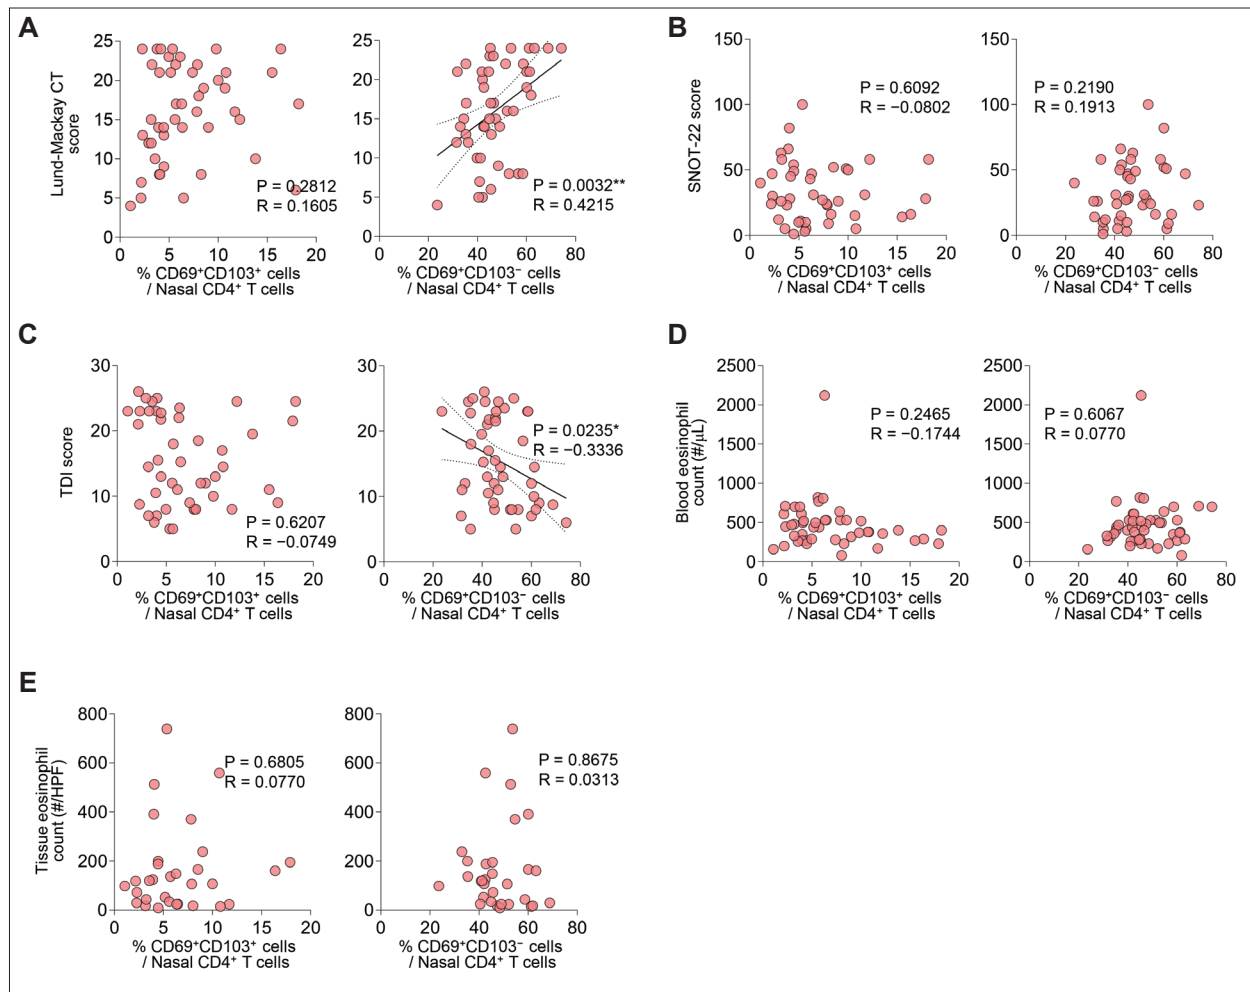 A
Lund-Mackay CT
score
25
20
15
10
5
0
0
5
10
15
20
P = 0.2812
R = 0.1605
% CD69⁺CD103⁺ cells
/ Nasal CD4⁺ T cells
25
20
15
10
5
0
0
20
40
60
80
P = 0.0032**
R = 0.4215
% CD69⁺CD103⁻ cells
/ Nasal CD4⁺ T cells
B
SNOT-22 score
150
100
50
0
0
5
10
15
20
P = 0.6092
R = −0.0802
% CD69⁺CD103⁺ cells
/ Nasal CD4⁺ T cells
150
100
50
0
0
20
40
60
80
P = 0.2190
R = 0.1913
% CD69⁺CD103⁻ cells
/ Nasal CD4⁺ T cells
C
TDI score
30
20
10
0
0
5
10
15
20
P = 0.6207
R = −0.0749
% CD69⁺CD103⁺ cells
/ Nasal CD4⁺ T cells
30
20
10
0
0
20
40
60
80
P = 0.0235*
R = −0.3336
% CD69⁺CD103⁻ cells
/ Nasal CD4⁺ T cells
D
Blood eosinophil
count (#/μL)
2500
2000
1500
1000
500
0
0
5
10
15
20
P = 0.2465
R = −0.1744
% CD69⁺CD103⁺ cells
/ Nasal CD4⁺ T cells
2500
2000
1500
1000
500
0
0
20
40
60
80
P = 0.6067
R = 0.0770
% CD69⁺CD103⁻ cells
/ Nasal CD4⁺ T cells
E
Tissue eosinophil
count (#/HPF)
800
600
400
200
0
0
5
10
15
20
P = 0.6805
R = 0.0770
% CD69⁺CD103⁺ cells
/ Nasal CD4⁺ T cells
800
600
400
200
0
0
20
40
60
80
P = 0.8675
R = 0.0313
% CD69⁺CD103⁻ cells
/ Nasal CD4⁺ T cells